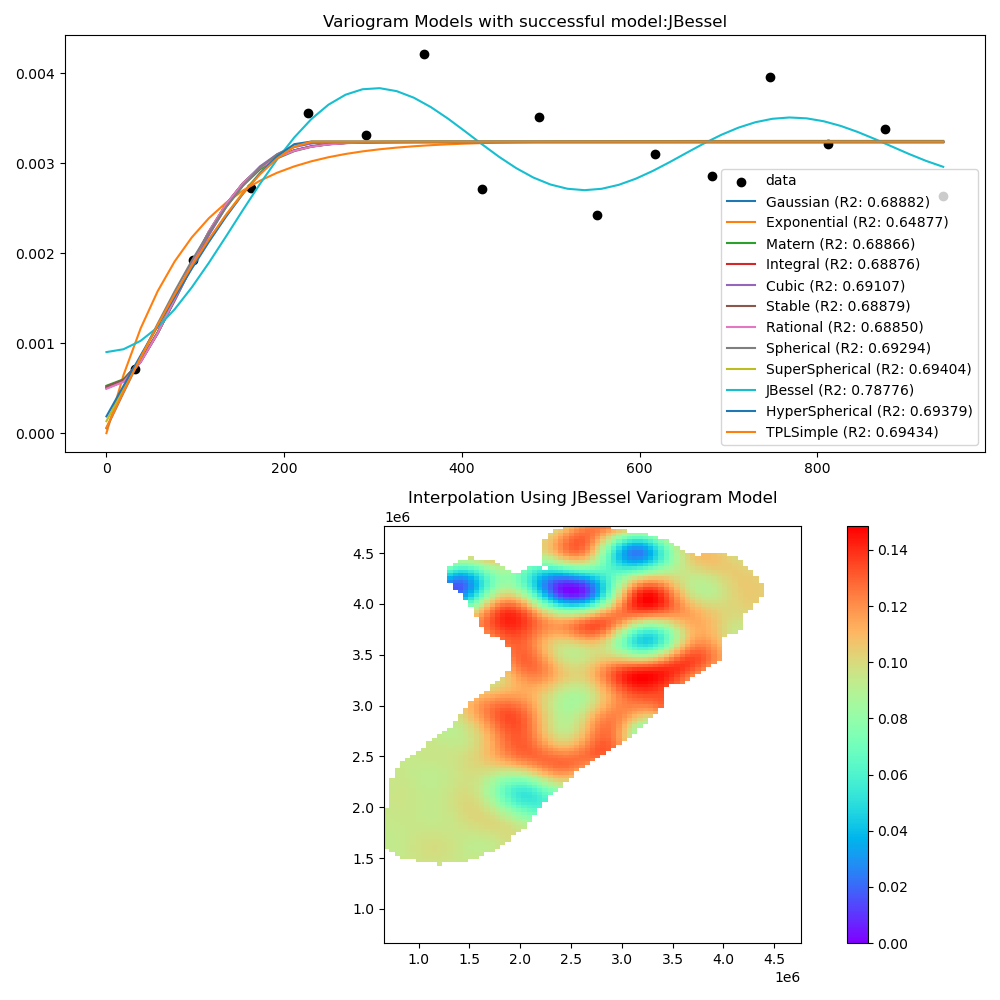 Variogram Models with successful model:JBessel
0.004
0.003
0.002
0.001
0.000
data
Gaussian (R2: 0.68882)
Exponential (R2: 0.64877)
Matern (R2: 0.68866)
Integral (R2: 0.68876)
Cubic (R2: 0.69107)
Stable (R2: 0.68879)
Rational (R2: 0.68850)
Spherical (R2: 0.69294)
SuperSpherical (R2: 0.69404)
JBessel (R2: 0.78776)
HyperSpherical (R2: 0.69379)
TPLSimple (R2: 0.69434)
0 200 400 600 800
Interpolation Using JBessel Variogram Model
1e6
4.5
4.0
3.5
3.0
2.5
2.0
1.5
1.0
1.0 1.5 2.0 2.5 3.0 3.5 4.0 4.5
1e6
0.14
0.12
0.10
0.08
0.06
0.04
0.02
0.00